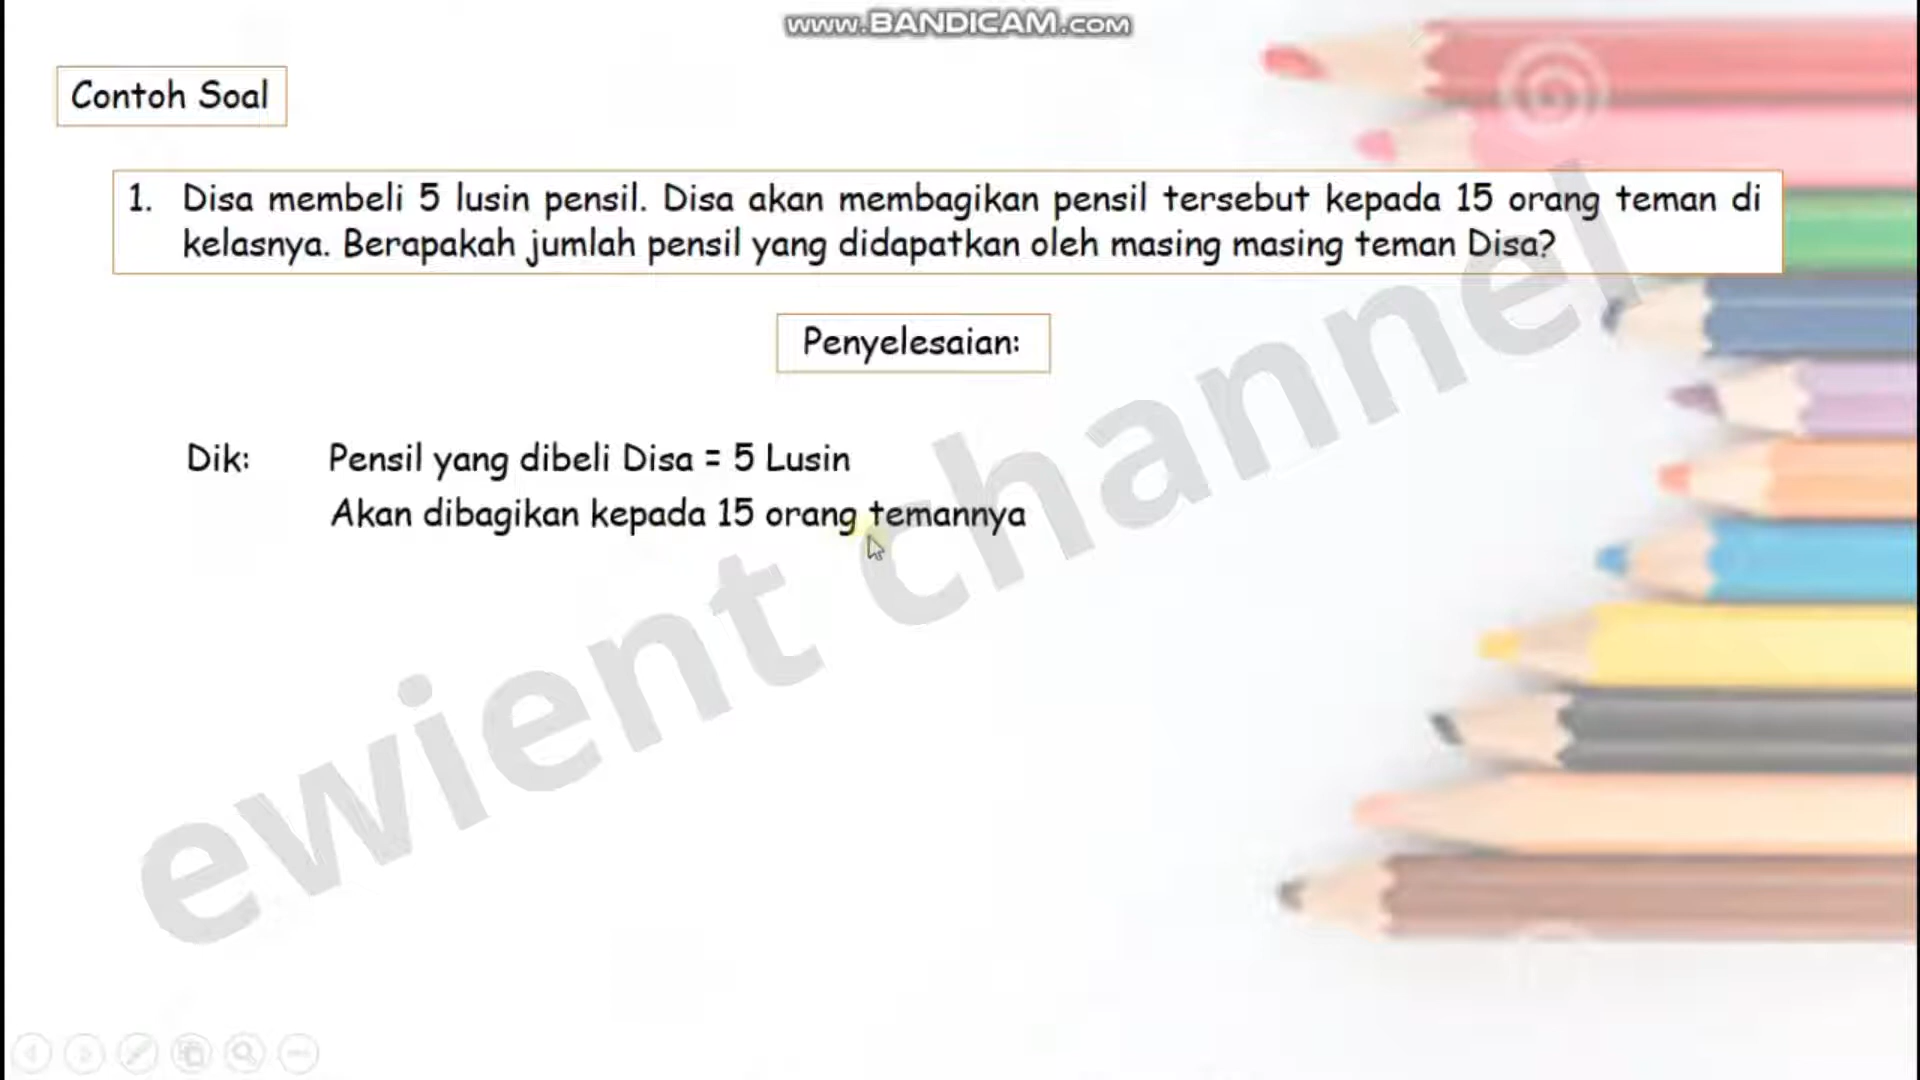 www.BANDICAM.com
Contoh Soal
1. Disa membeli 5 lusin pensil. Disa akan membagikan pensil tersebut kepada 15 orang teman di
kelasnya. Berapakah jumlah pensil yang didapatkan oleh masing masing teman Disa?
Penyelesaian:
Dik: Pensil yang dibeli Disa = 5 Lusin
Akan dibagikan kepada 15 orang temannya
ewient channel